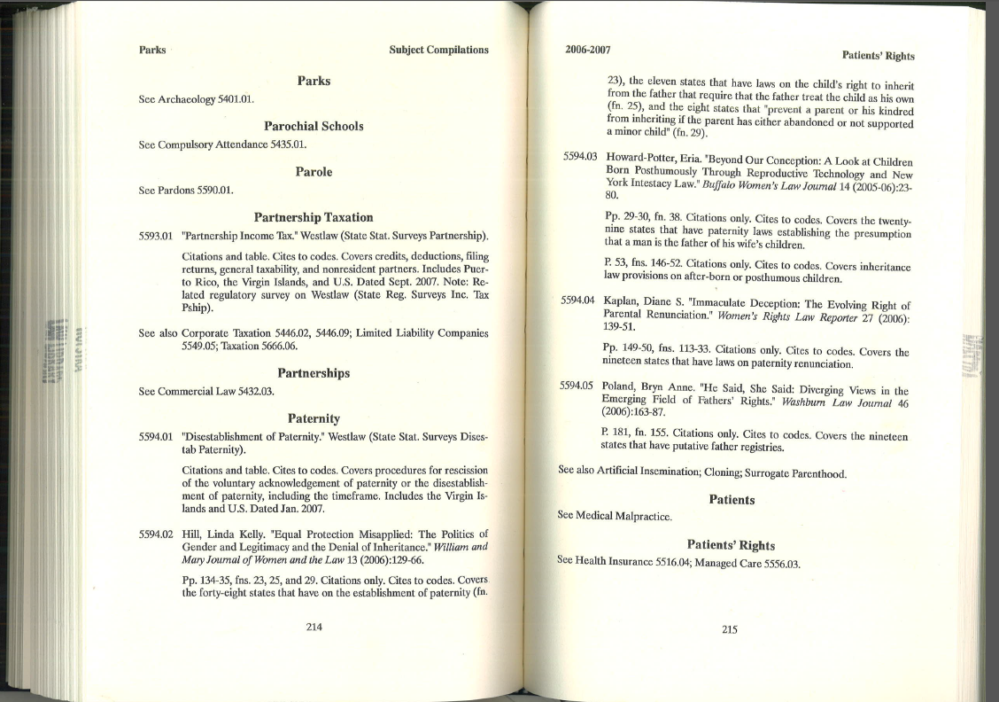 Parks Subject Compilations
Parks
See Archaeology 5401.01.
Parochial Schools
See Compulsory Attendance 5435.01.
Parole
See Pardons 5590.01.
Partnership Taxation
5593.01 "Partnership Income Tax." Westlaw (State Stat. Surveys Partnership).
Citations and table. Cites to codes. Covers credits, deductions, filing
returns, general taxability, and nonresident partners. Includes Puer-
to Rico, the Virgin Islands, and U.S. Dated Sept. 2007. Note: Re-
lated regulatory survey on Westlaw (State Reg. Surveys Inc. Tax
Pship).
See also Corporate Taxation 5446.02, 5446.09; Limited Liability Companies
5549.05; Taxation 5666.06.
Partnerships
See Commercial Law 5432.03.
Paternity
5594.01 "Disestablishment of Paternity." Westlaw (State Stat. Surveys Dises-
tab Paternity).
Citations and table. Cites to codes. Covers procedures for rescission
of the voluntary acknowledgement of paternity or the disestablish-
ment of paternity, including the timeframe. Includes the Virgin Is-
lands and U.S. Dated Jan. 2007.
5594.02 Hill, Linda Kelly. "Equal Protection Misapplied: The Politics of
Gender and Legitimacy and the Denial of Inheritance." William and
Mary Journal of Women and the Law 13 (2006):129-66.
Pp. 134-35, fns. 23, 25, and 29. Citations only. Cites to codes. Covers
the forty-eight states that have on the establishment of paternity (fn.
214
2006-2007 Patients' Rights
23), the eleven states that have laws on the child's right to inherit
from the father that require that the father treat the child as his own
(fn. 25), and the eight states that "prevent a parent or his kindred
from inheriting if the parent has either abandoned or not supported
a minor child" (fn. 29).
5594.03 Howard-Potter, Eria. "Beyond Our Conception: A Look at Children
Born Posthumously Through Reproductive Technology and New
York Intestacy Law." Buffalo Women's Law Journal 14 (2005-06):23-
80.
Pp. 29-30, fn. 38. Citations only. Cites to codes. Covers the twenty-
nine states that have paternity laws establishing the presumption
that a man is the father of his wife's children.
P. 53, fns. 146-52. Citations only. Cites to codes. Covers inheritance
law provisions on after-born or posthumous children.
5594.04 Kaplan, Diane S. "Immaculate Deception: The Evolving Right of
Parental Renunciation." Women's Rights Law Reporter 27 (2006):
139-51.
Pp. 149-50, fns. 113-33. Citations only. Cites to codes. Covers the
nineteen states that have laws on paternity renunciation.
5594.05 Poland, Bryn Anne. "He Said, She Said: Diverging Views in the
Emerging Field of Fathers' Rights." Washburn Law Journal 46
(2006):163-87.
P. 181, fn. 155. Citations only. Cites to codes. Covers the nineteen
states that have putative father registries.
See also Artificial Insemination; Cloning; Surrogate Parenthood.
Patients
See Medical Malpractice.
Patients' Rights
See Health Insurance 5516.04; Managed Care 5556.03.
215